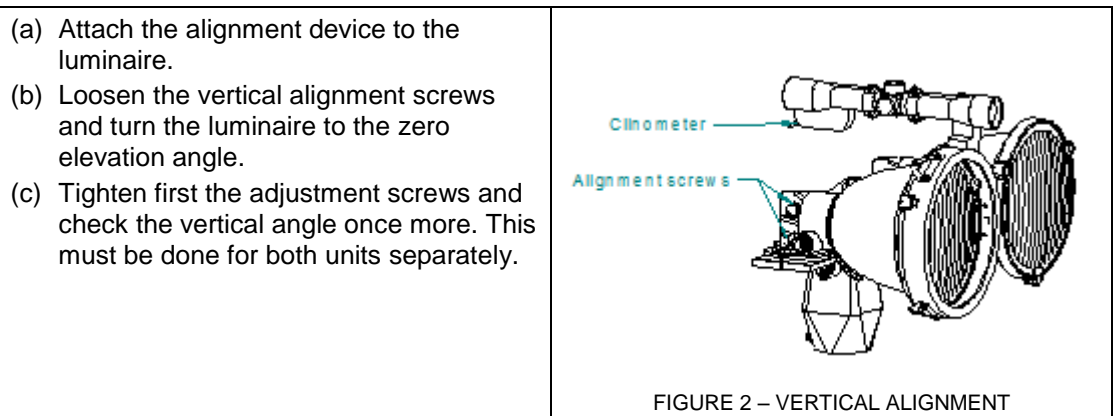 (a) Attach the alignment device to the
luminaire.
(b) Loosen the vertical alignment screws
and turn the luminaire to the zero
elevation angle.
(c) Tighten first the adjustment screws and
check the vertical angle once more. This
must be done for both units separately.
Clinometer
Alignment screws
FIGURE 2 – VERTICAL ALIGNMENT